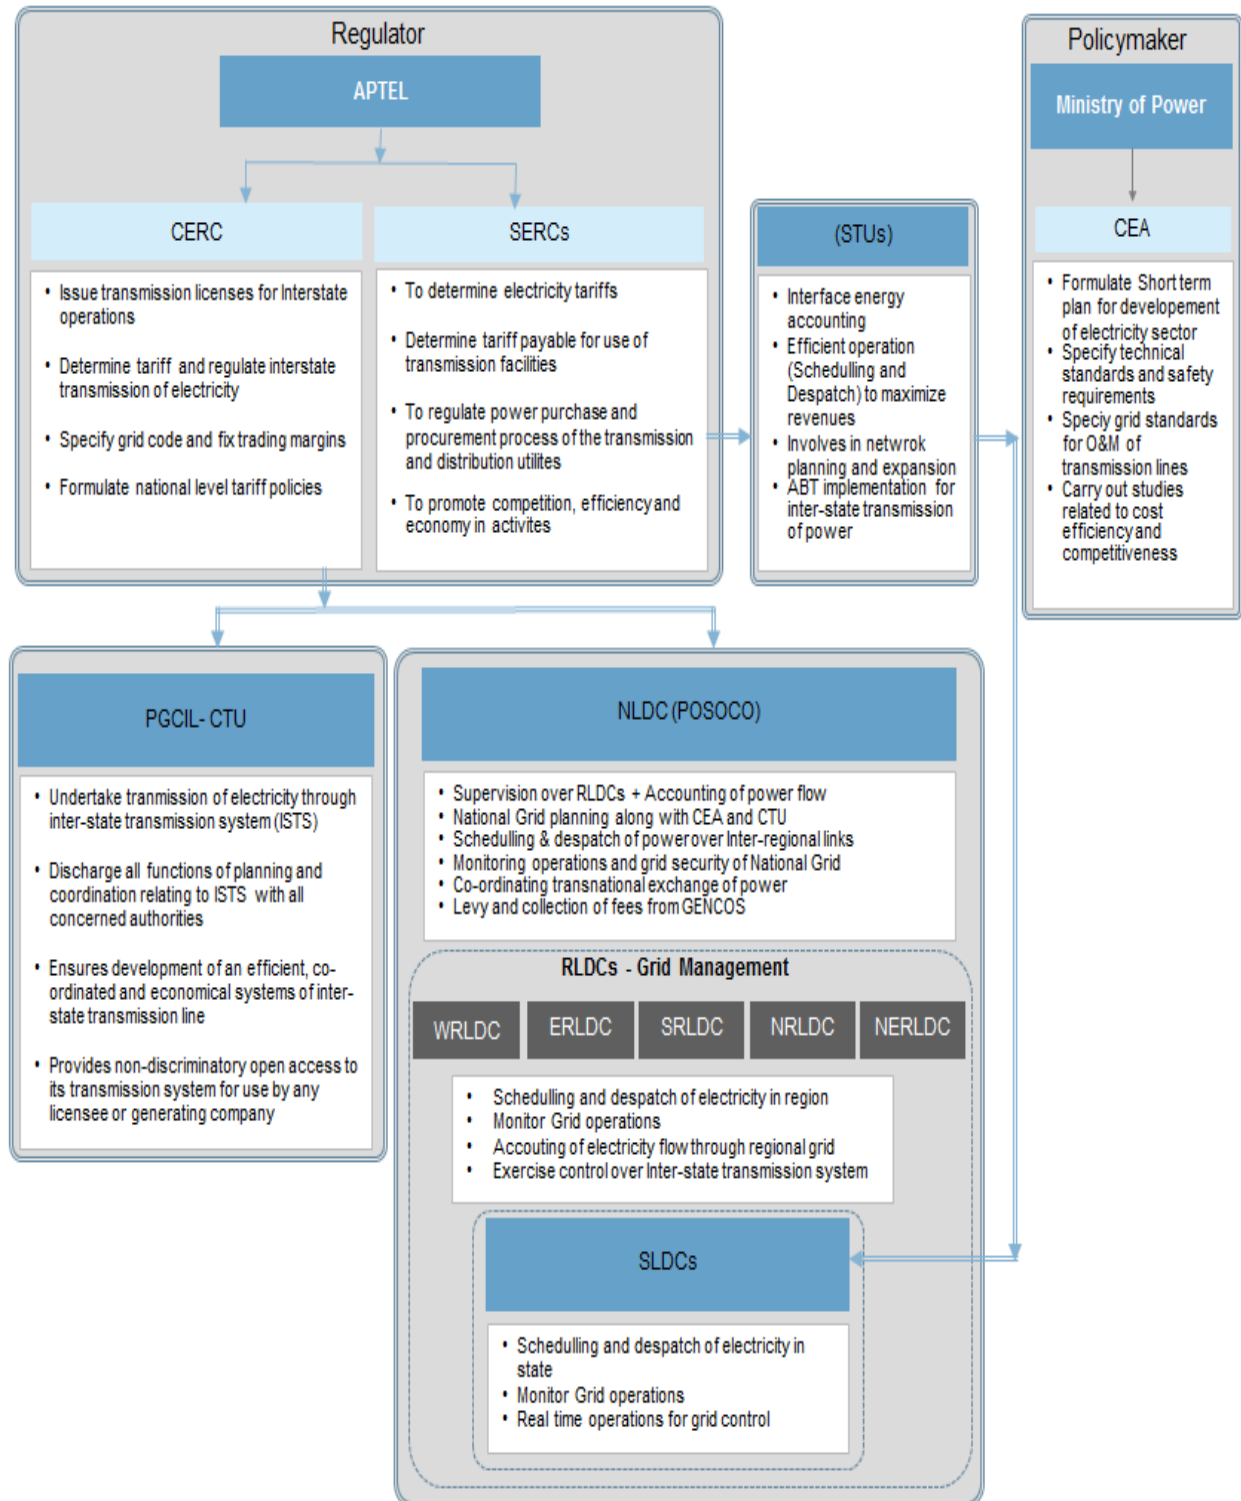 Regulator
APTEL
CERC
• Issue transmission licenses for Interstate
operations
• Determine tariff and regulate interstate
transmission of electricity
• Specify grid code and fix trading margins
• Formulate national level tariff policies
SERCs
• To determine electricity tariffs
• Determine tariff payable for use of
transmission facilities
• To regulate power purchase and
procurement process of the transmission
and distribution utilites
• To promote competition, efficiency and
economy in activites
(STUs)
• Interface energy
accounting
• Efficient operation
(Schedulling and
Despatch) to maximize
revenues
• Involves in netwrok
planning and expansion
• ABT implementation for
inter-state transmission
of power
Policymaker
Ministry of Power
CEA
• Formulate Short term
plan for developement
of electricity sector
• Specify technical
standards and safety
requirements
• Speciy grid standards
for O&M of
transmission lines
• Carry out studies
related to cost
efficiency and
competitiveness
PGCIL- CTU
• Undertake tranmission of electricity through
inter-state transmission system (ISTS)
• Discharge all functions of planning and
coordination relating to ISTS with all
concerned authorities
• Ensures development of an efficient, co-
ordinated and economical systems of inter-
state transmission line
• Provides non-discriminatory open access to
its transmission system for use by any
licensee or generating company
NLDC (POSOCO)
• Supervision over RLDCs + Accounting of power flow
• National Grid planning along with CEA and CTU
• Schedulling & despatch of power over Inter-regional links
• Monitoring operations and grid security of National Grid
• Co-ordinating transnational exchange of power
• Levy and collection of fees from GENCOS
RLDCs - Grid Management
WRLDC ERLDC SRLDC NRLDC NERLDC
• Schedulling and despatch of electricity in region
• Monitor Grid operations
• Accouting of electricity flow through regional grid
• Exercise control over Inter-state transmission system
SLDCs
• Schedulling and despatch of electricity in
state
• Monitor Grid operations
• Real time operations for grid control